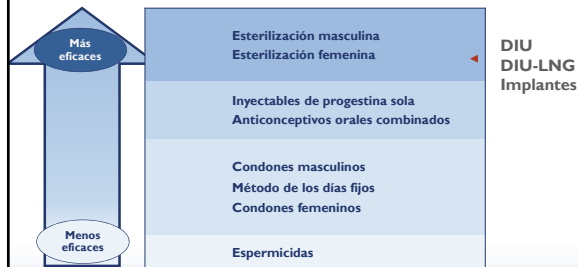 Más
eficaces
Esterilización masculina
Esterilización femenina
DIU
DIU-LNG
Implantes
Inyectables de progestina sola
Anticonceptivos orales combinados
Condones masculinos
Método de los días fijos
Condones femeninos
Menos
eficaces
Espermicidas